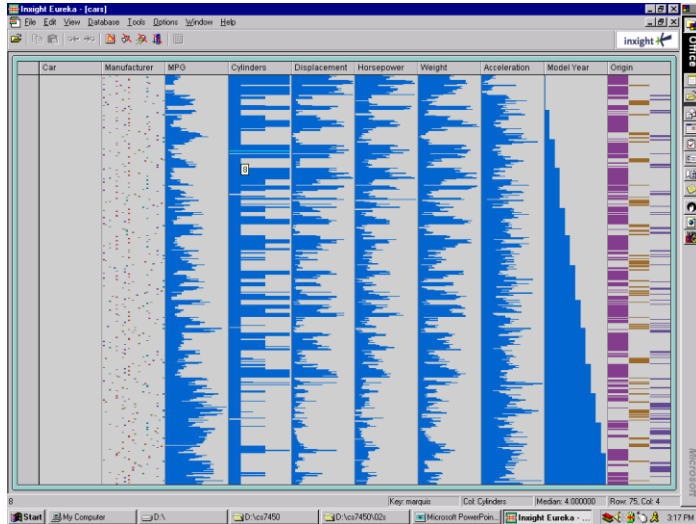 Inxight Eureka - [cars]
File Edit View Database Tools Options Window Help
inxight
Car Manufacturer MPG Cylinders Displacement Horsepower Weight Acceleration Model Year Origin
8
8 Key: marquis Col: Cylinders Median: 4.000000 Row: 75, Col: 4
Start My Computer D:\ D:\cs7450 D:\cs7450\02s Microsoft PowerPoin... Inxight Eureka - ... 3:17 PM
Office
Microsoft